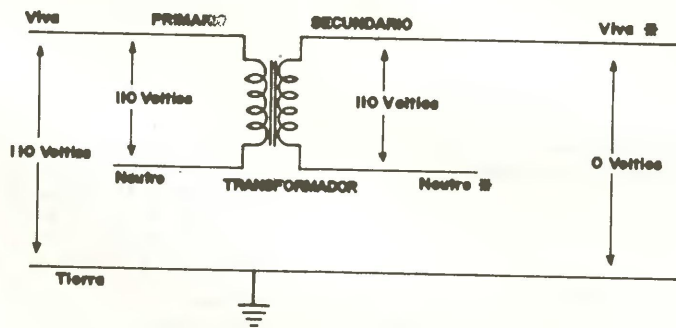 Viva
PRIMARIO
SECUNDARIO
Viva #
110 Voltios
110 Voltios
110 Voltios
0 Voltios
Neutro
TRANSFORMADOR
Neutro #
Tierra